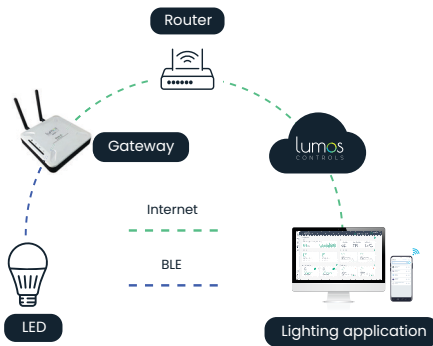 Router
Gateway
lumos
CONTROLS
Internet
BLE
LED
Lighting application